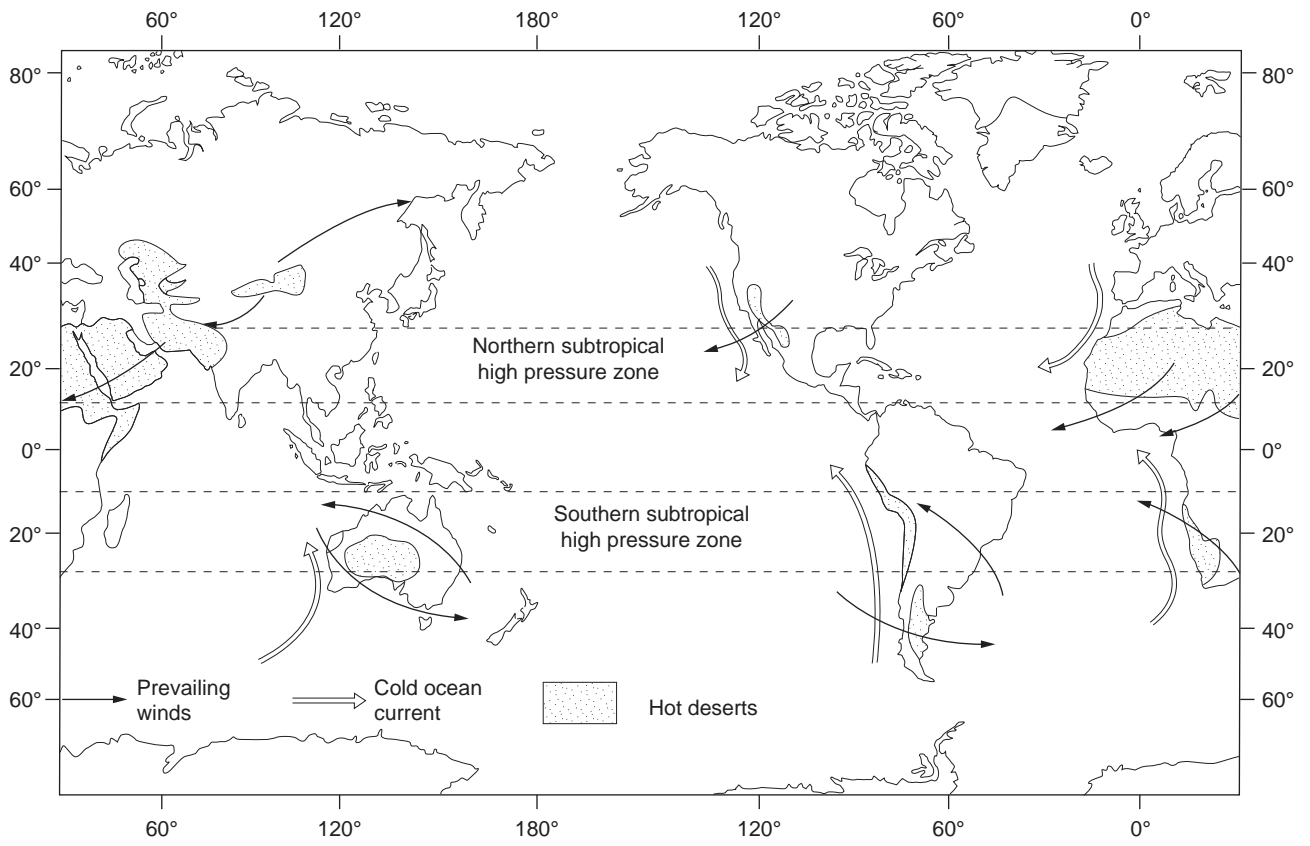 60° 120° 180° 120° 60° 0°
80° 80°
60° 60°
40° 40°
Northern subtropical
high pressure zone
20° 20°
0° 0°
Southern subtropical
high pressure zone
20° 20°
40° 40°
60° 60°
Prevailing
winds
Cold ocean
current
Hot deserts
60° 120° 180° 120° 60° 0°